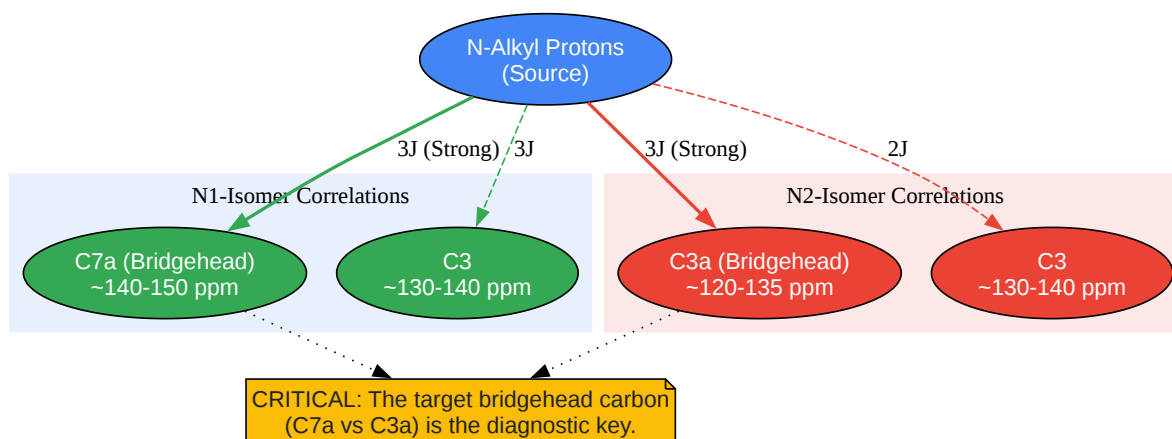 N-Alkyl Protons
(Source)
3J (Strong)
3J
3J (Strong)
2J
N1-Isomer Correlations
N2-Isomer Correlations
C7a (Bridgehead)
~140-150 ppm
C3
~130-140 ppm
C3a (Bridgehead)
~120-135 ppm
C3
~130-140 ppm
CRITICAL: The target bridgehead carbon
(C7a vs C3a) is the diagnostic key.